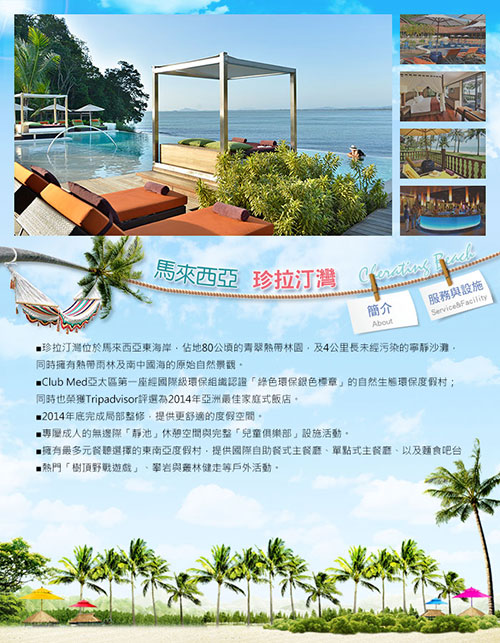 馬來西亞 珍拉汀灣 Cherating Beach
簡介
About
服務與設施
Service&Facility
■珍拉汀灣位於馬來西亞東海岸，佔地80公頃的青翠熱帶林園，及4公里長未經污染的寧靜沙灘，
同時擁有熱帶雨林及南中國海的原始自然景觀。
■Club Med亞太區第一座經國際級環保組織認證「綠色環保銀色標章」的自然生態環保度假村；
同時也榮獲Tripadvisor評選為2014年亞洲最佳家庭式飯店。
■2014年底完成局部整修，提供更舒適的度假空間。
■專屬成人的無邊際「靜池」休憩空間與完整「兒童俱樂部」設施活動。
■擁有最多元餐聽選擇的東南亞度假村，提供國際自助餐式主餐廳、單點式主餐廳、以及麵食吧台
■熱門「樹頂野戰遊戲」、攀岩與叢林健走等戶外活動。